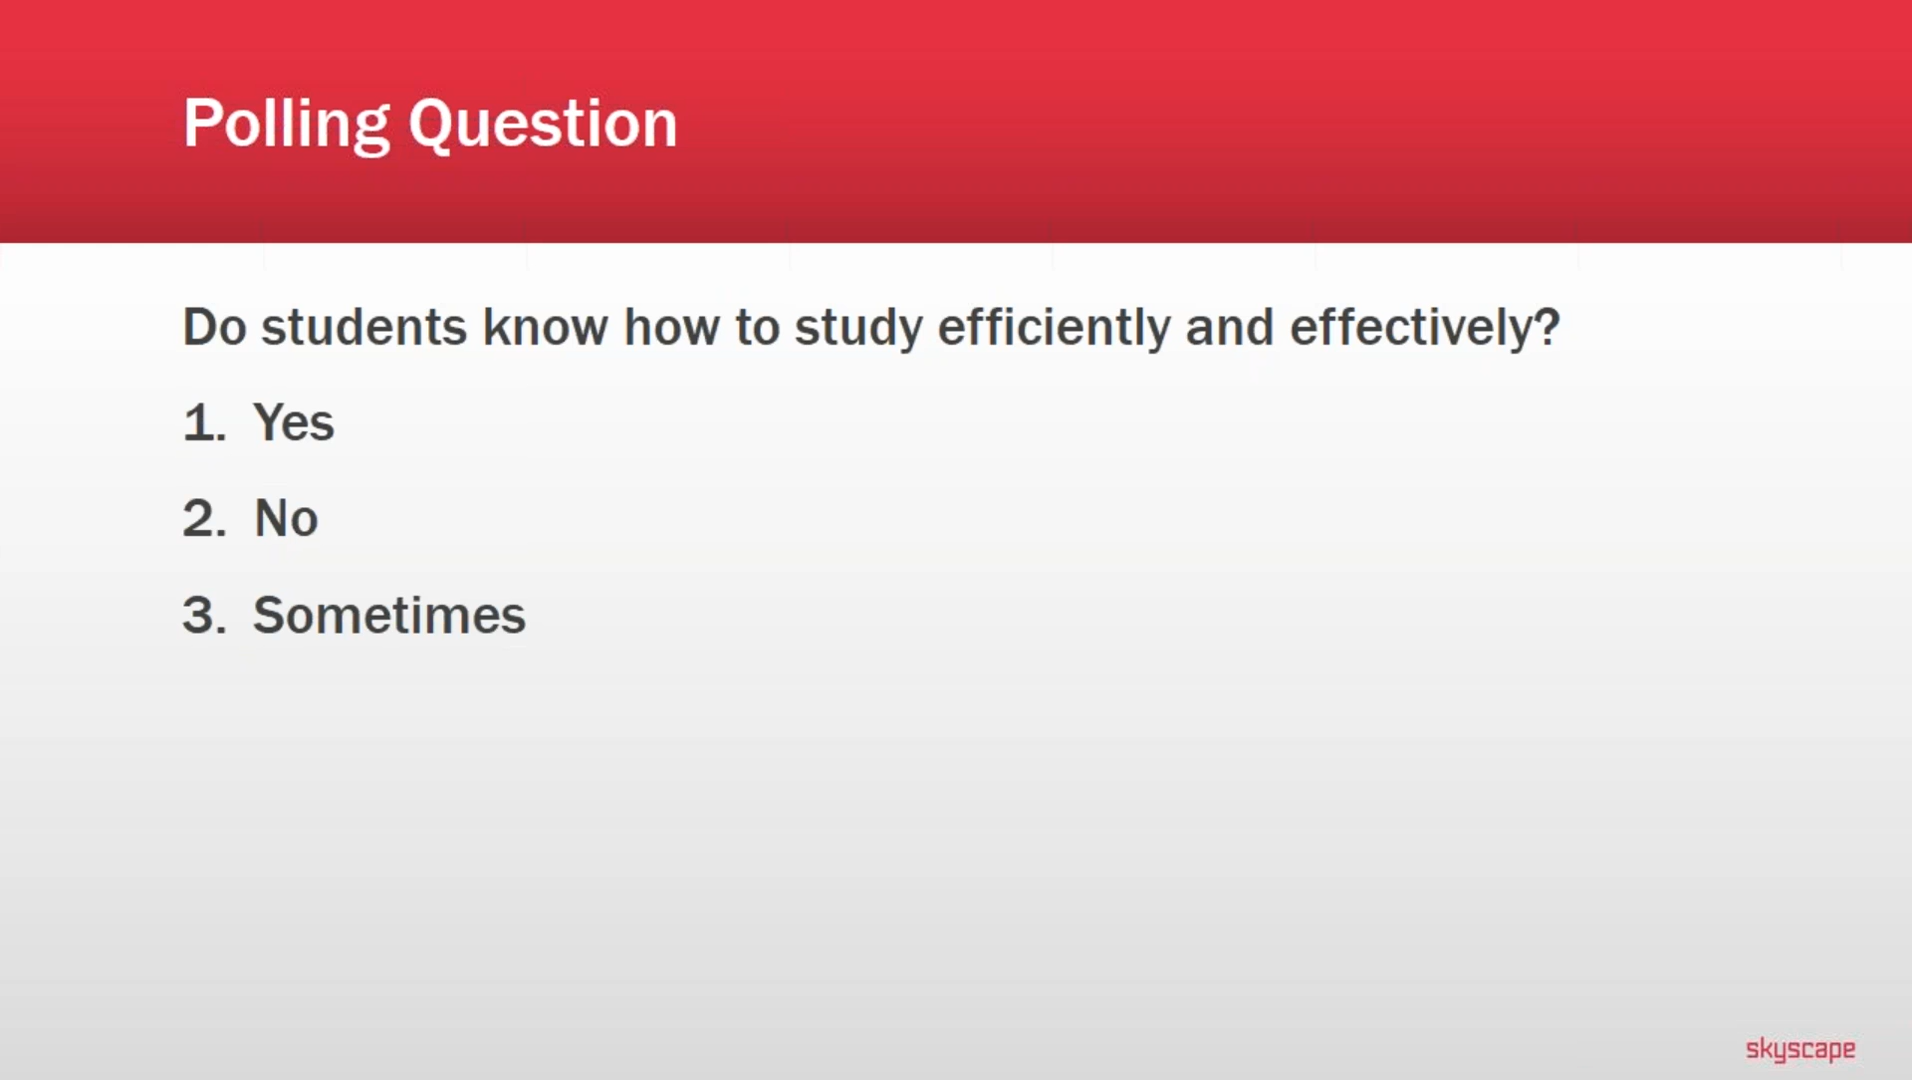 Polling Question
Do students know how to study efficiently and effectively?
1. Yes
2. No
3. Sometimes
skyscape